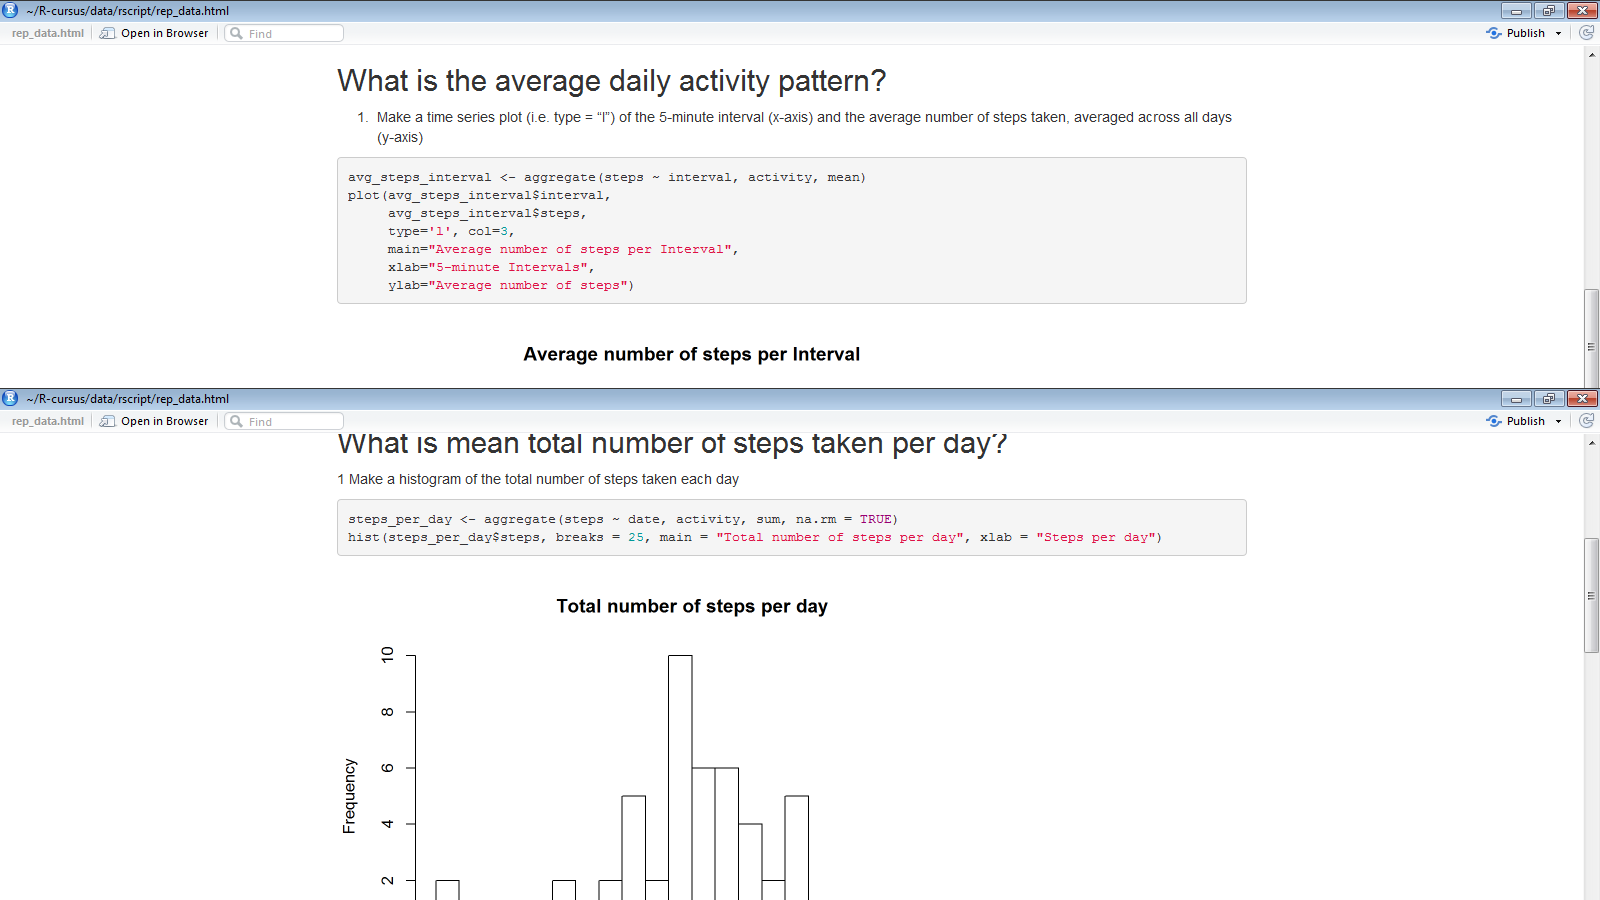 ~/R-cursus/data/rscript/rep_data.html
rep_data.html Open in Browser Find Publish
What is the average daily activity pattern?
1. Make a time series plot (i.e. type = “l”) of the 5-minute interval (x-axis) and the average number of steps taken, averaged across all days
(y-axis)
avg_steps_interval <- aggregate(steps ~ interval, activity, mean)
plot(avg_steps_interval$interval,
     avg_steps_interval$steps,
     type='l', col=3,
     main="Average number of steps per Interval",
     xlab="5-minute Intervals",
     ylab="Average number of steps")
Average number of steps per Interval
~/R-cursus/data/rscript/rep_data.html
rep_data.html Open in Browser Find Publish
What is mean total number of steps taken per day?
1 Make a histogram of the total number of steps taken each day
steps_per_day <- aggregate(steps ~ date, activity, sum, na.rm = TRUE)
hist(steps_per_day$steps, breaks = 25, main = "Total number of steps per day", xlab = "Steps per day")
Total number of steps per day
10
8
6
4
2
Frequency